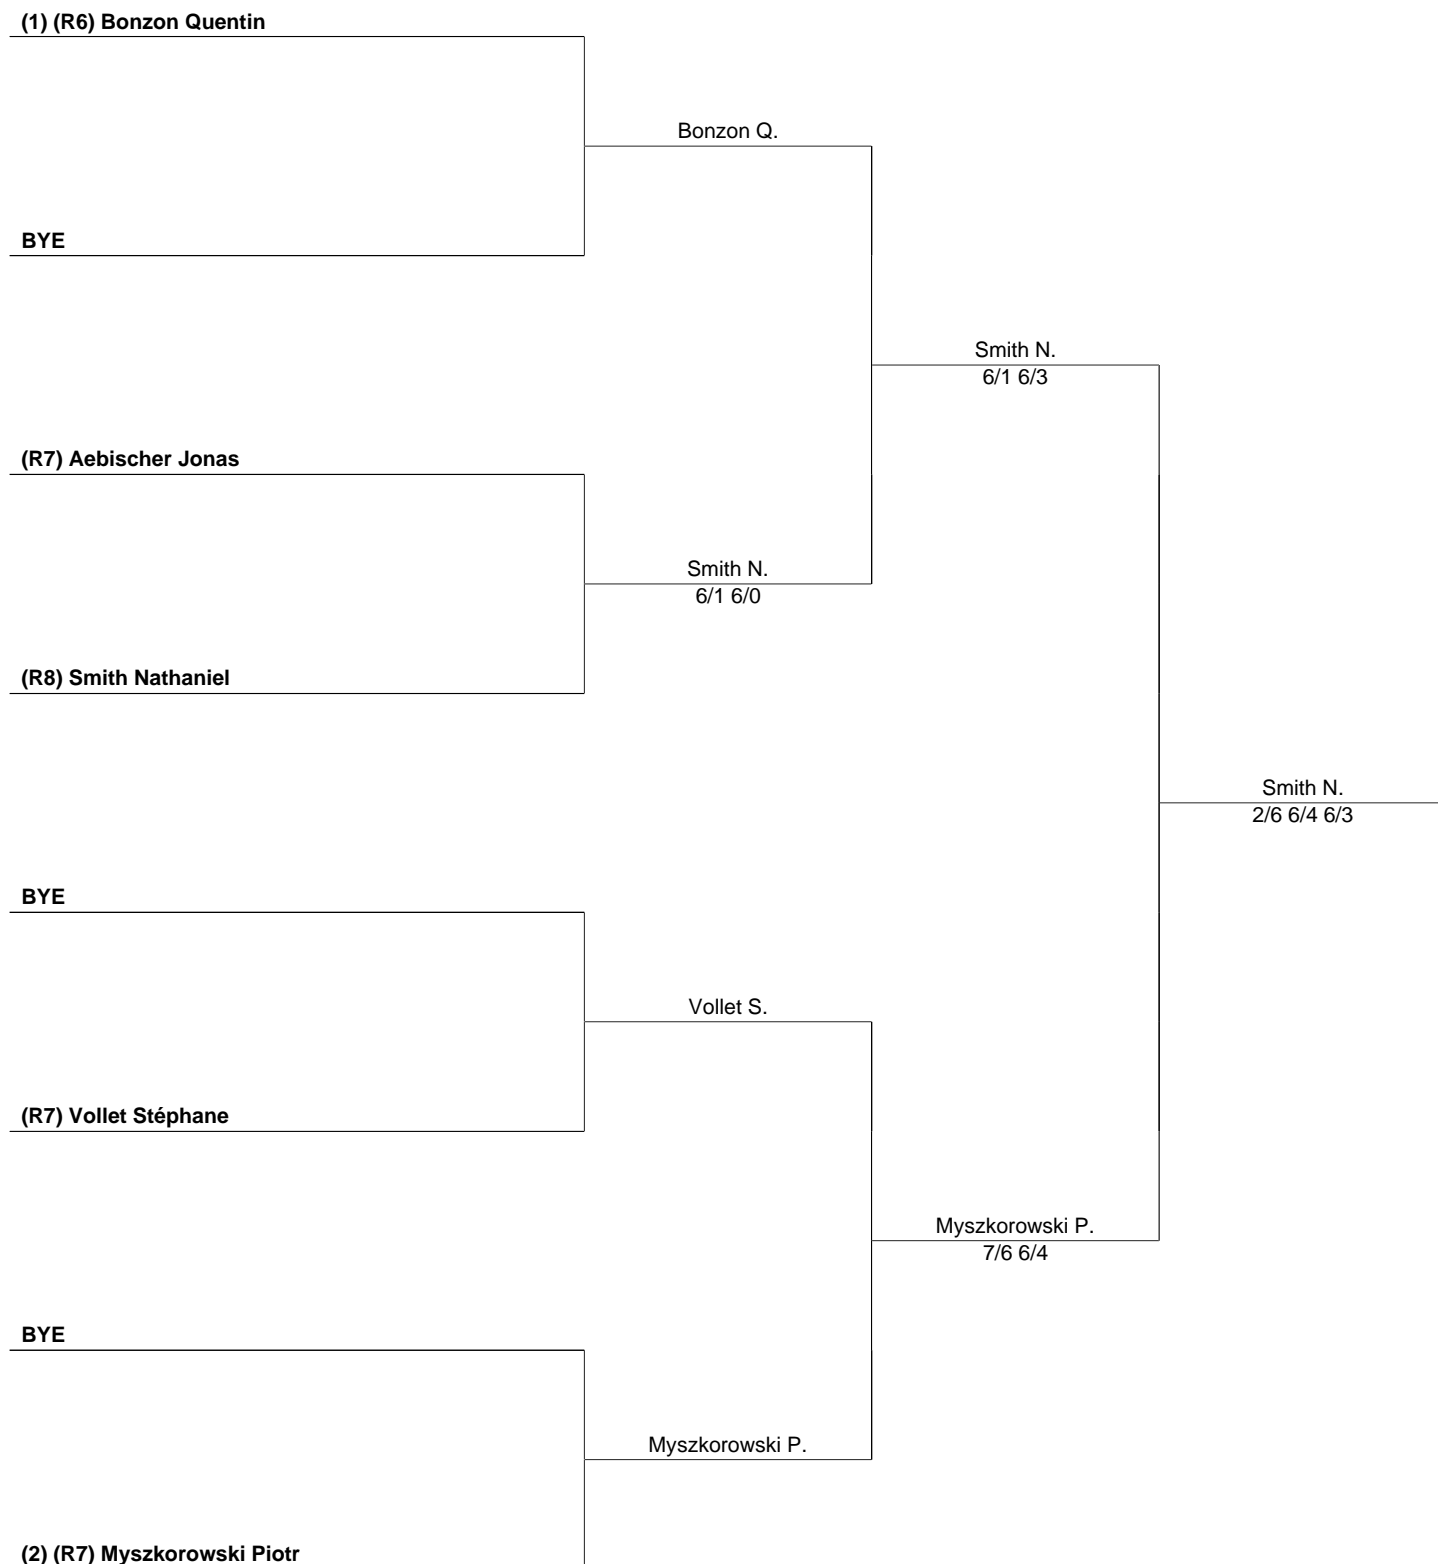 (1) (R6) Bonzon Quentin
Bonzon Q.
BYE
Smith N.
6/1 6/3
(R7) Aebischer Jonas
Smith N.
6/1 6/0
(R8) Smith Nathaniel
Smith N.
2/6 6/4 6/3
BYE
Vollet S.
(R7) Vollet Stéphane
Myszkorowski P.
7/6 6/4
BYE
Myszkorowski P.
(2) (R7) Myszkorowski Piotr